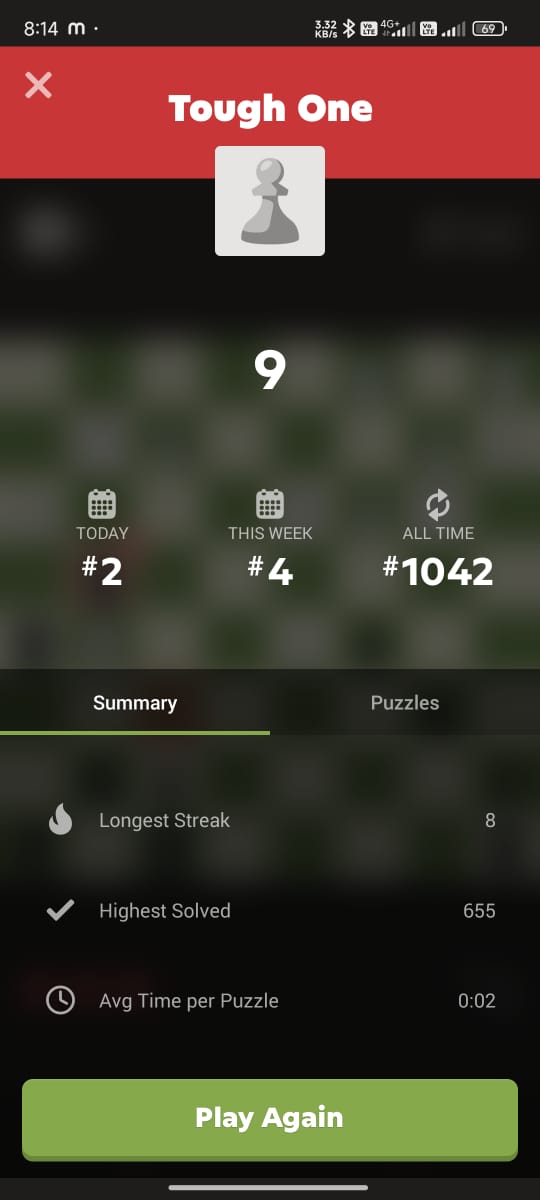 8:14 m ·
3.32 KB/s Vo LTE 4G+ Vo LTE 69
Tough One
9
TODAY
#2
THIS WEEK
#4
ALL TIME
#1042
Summary
Puzzles
Longest Streak 8
Highest Solved 655
Avg Time per Puzzle 0:02
Play Again